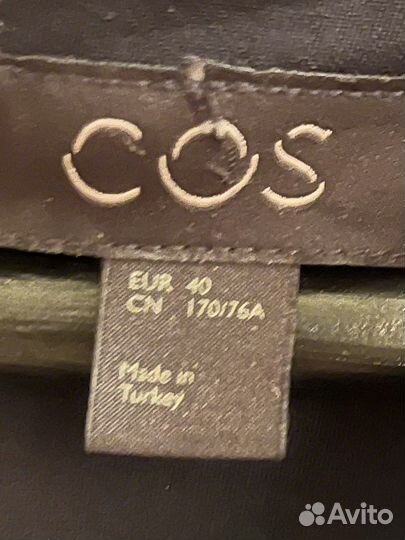 COS
EUR 40
CN 170/76A
Made in
Turkey
Avito